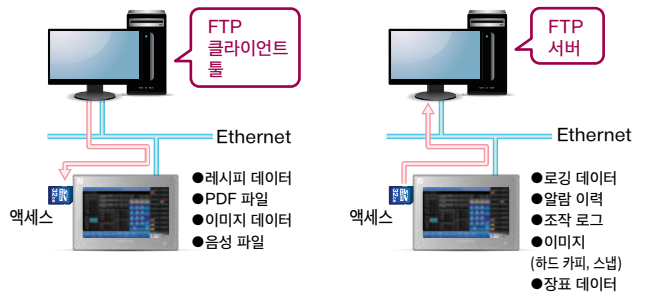 FTP
클라이언트
툴
Ethernet
32GB
액세스
●레시피 데이터
●PDF 파일
●이미지 데이터
●음성 파일
FTP
서버
Ethernet
32GB
액세스
●로깅 데이터
●알람 이력
●조작 로그
●이미지
(하드 카피, 스냅)
●장표 데이터